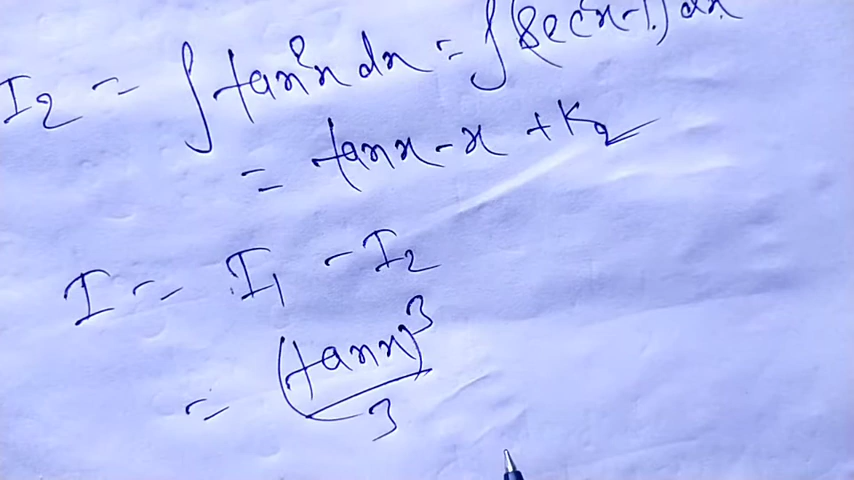 I2 = ∫ tan²x dx = ∫(sec²x-1) dx
= tanx - x + K2
I = I1 - I2
= (tanx)³/3